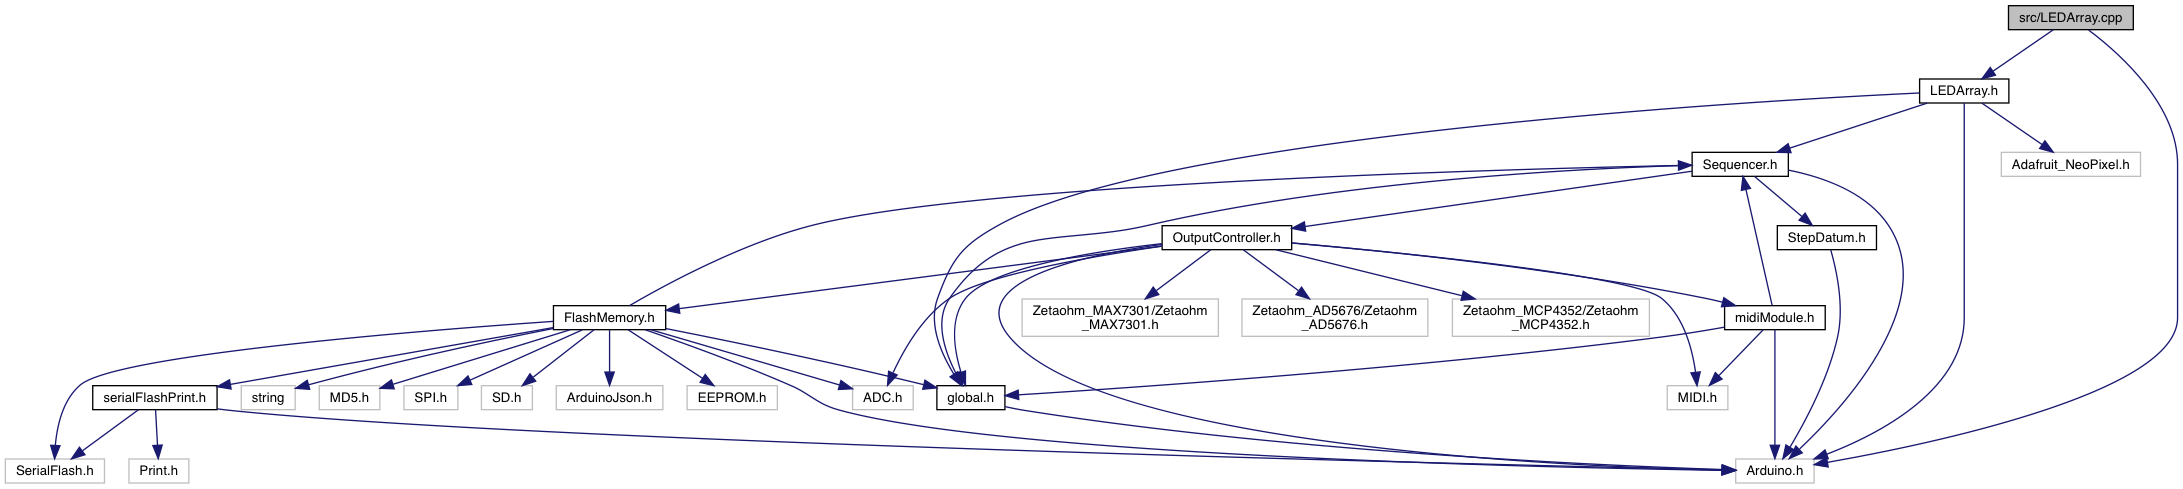 src/LEDArray.cpp
LEDArray.h
Sequencer.h
Adafruit_NeoPixel.h
OutputController.h
StepDatum.h
FlashMemory.h
Zetaohm_MAX7301/Zetaohm
_MAX7301.h
Zetaohm_AD5676/Zetaohm
_AD5676.h
Zetaohm_MCP4352/Zetaohm
_MCP4352.h
midiModule.h
serialFlashPrint.h
string
MD5.h
SPI.h
SD.h
ArduinoJson.h
EEPROM.h
ADC.h
global.h
MIDI.h
SerialFlash.h
Print.h
Arduino.h